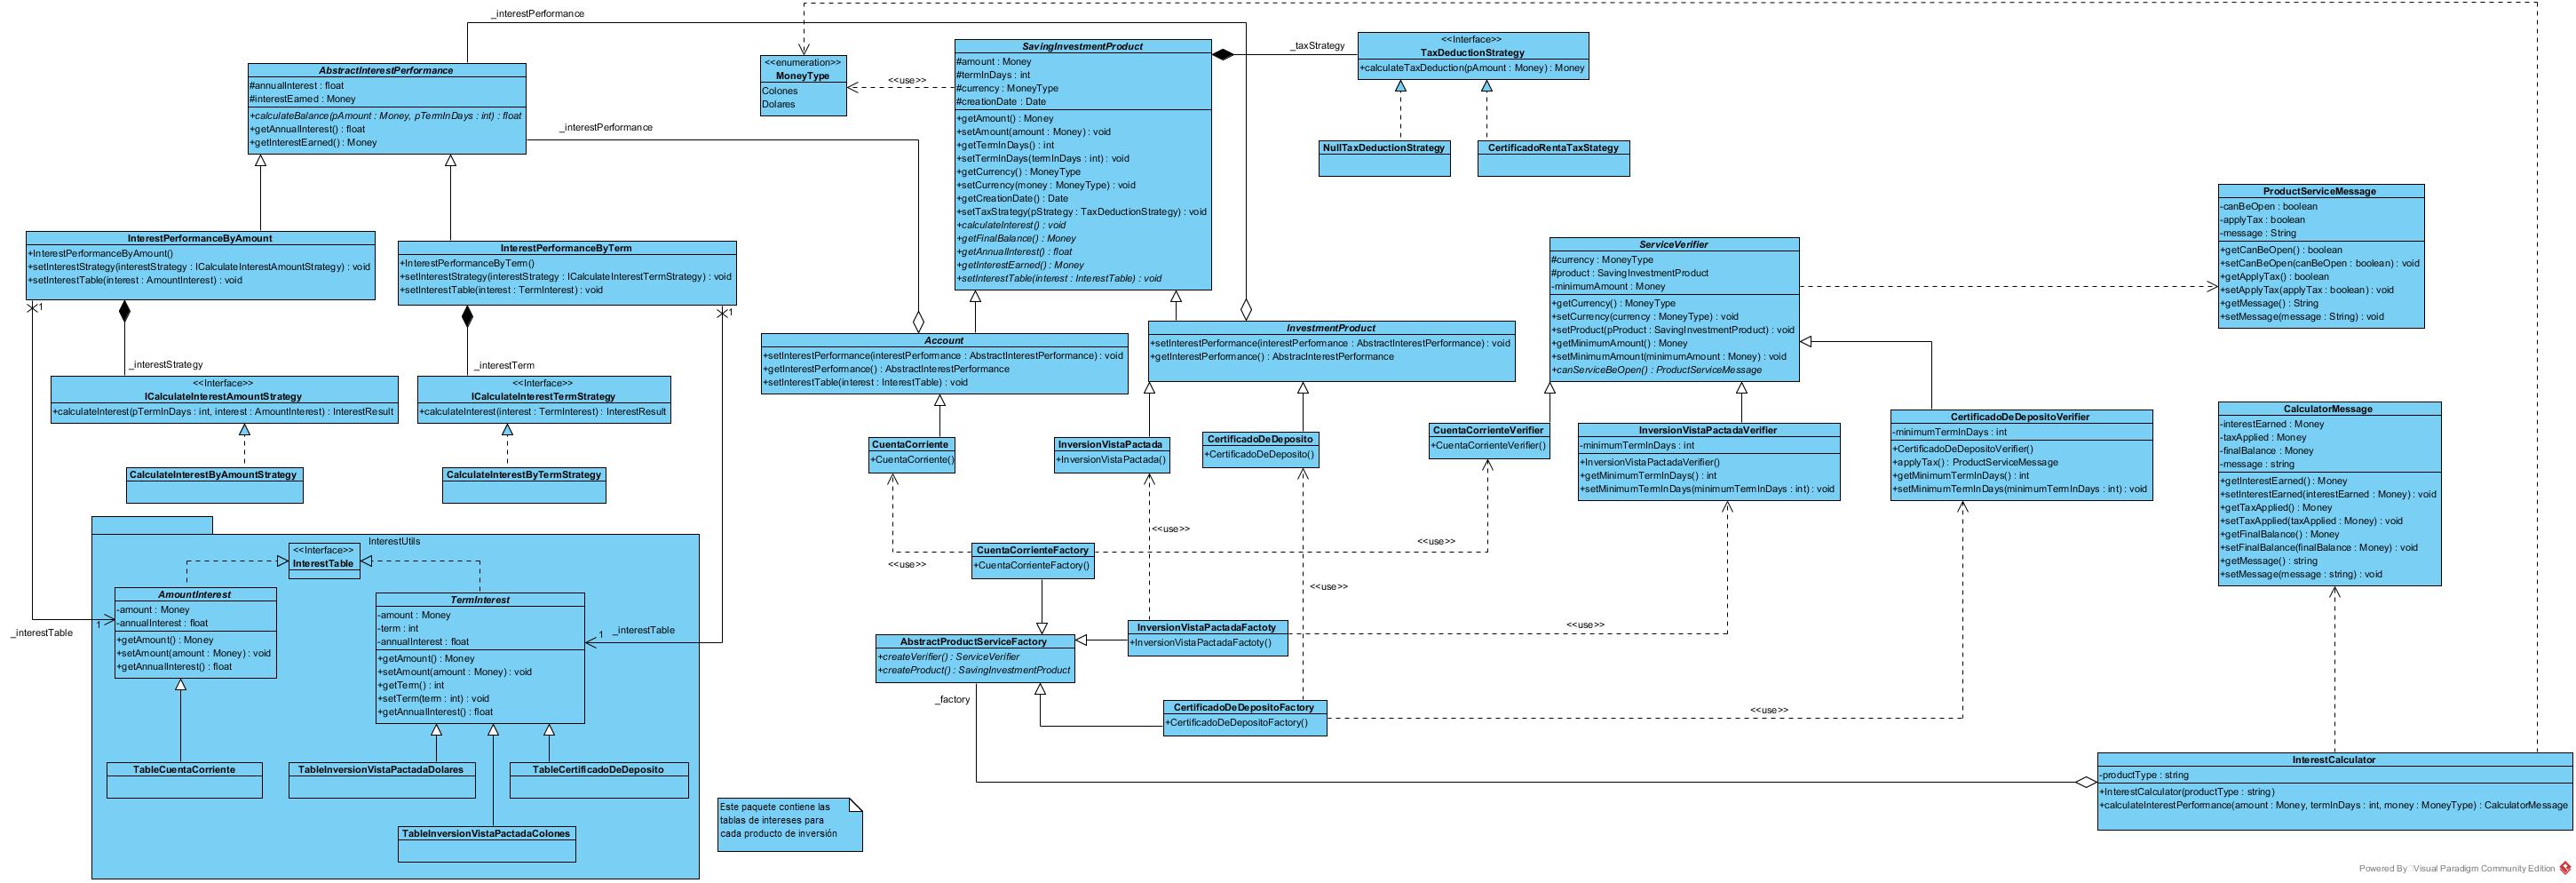 _interestPerformance
AbstractInterestPerformance
#annualInterest : float
#interestEarned : Money
+calculateBalance(pAmount : Money, pTermInDays : int) : float
+getAnnualInterest() : float
+getInterestEarned() : Money
_interestPerformance
<<enumeration>>
MoneyType
Colones
Dolares
<<use>>
SavingInvestmentProduct
#amount : Money
#termInDays : int
#currency : MoneyType
#creationDate : Date
+getAmount() : Money
+setAmount(amount : Money) : void
+getTermInDays() : int
+setTermInDays(termInDays : int) : void
+getCurrency() : MoneyType
+setCurrency(money : MoneyType) : void
+getCreationDate() : Date
+setTaxStrategy(pStrategy : TaxDeductionStrategy) : void
+calculateInterest() : void
+getFinalBalance() : Money
+getAnnualInterest() : float
+getInterestEarned() : Money
+setInterestTable(interest : InterestTable) : void
_taxStrategy
<<Interface>>
TaxDeductionStrategy
+calculateTaxDeduction(pAmount : Money) : Money
NullTaxDeductionStrategy
CertificadoRentaTaxStategy
ProductServiceMessage
-canBeOpen : boolean
-applyTax : boolean
-message : String
+getCanBeOpen() : boolean
+setCanBeOpen(canBeOpen : boolean) : void
+getApplyTax() : boolean
+setApplyTax(applyTax : boolean) : void
+getMessage() : String
+setMessage(message : String) : void
InterestPerformanceByAmount
+InterestPerformanceByAmount()
+setInterestStrategy(interestStrategy : ICalculateInterestAmountStrategy) : void
+setInterestTable(interest : AmountInterest) : void
InterestPerformanceByTerm
+InterestPerformanceByTerm()
+setInterestStrategy(interestStrategy : ICalculateInterestTermStrategy) : void
+setInterestTable(interest : TermInterest) : void
1
1
ServiceVerifier
#currency : MoneyType
#product : SavingInvestmentProduct
-minimumAmount : Money
+getCurrency() : MoneyType
+setCurrency(currency : MoneyType) : void
+setProduct(pProduct : SavingInvestmentProduct) : void
+getMinimumAmount() : Money
+setMinimumAmount(minimumAmount : Money) : void
+canServiceBeOpen() : ProductServiceMessage
Account
+setInterestPerformance(interestPerformance : AbstractInterestPerformance) : void
+getInterestPerformance() : AbstractInterestPerformance
+setInterestTable(interest : InterestTable) : void
InvestmentProduct
+setInterestPerformance(interestPerformance : AbstractInterestPerformance) : void
+getInterestPerformance() : AbstracInterestPerformance
_interestStrategy
_interestTerm
<<Interface>>
ICalculateInterestAmountStrategy
+calculateInterest(pTermInDays : int, interest : AmountInterest) : InterestResult
<<Interface>>
ICalculateInterestTermStrategy
+calculateInterest(interest : TermInterest) : InterestResult
CalculateInterestByAmountStrategy
CalculateInterestByTermStrategy
CuentaCorriente
+CuentaCorriente()
InversionVistaPactada
+InversionVistaPactada()
CertificadoDeDeposito
+CertificadoDeDeposito()
CuentaCorrienteVerifier
+CuentaCorrienteVerifier()
InversionVistaPactadaVerifier
-minimumTermInDays : int
+InversionVistaPactadaVerifier()
+getMinimumTermInDays() : int
+setMinimumTermInDays(minimumTermInDays : int) : void
CertificadoDeDepositoVerifier
-minimumTermInDays : int
+CertificadoDeDepositoVerifier()
+applyTax() : ProductServiceMessage
+getMinimumTermInDays() : int
+setMinimumTermInDays(minimumTermInDays : int) : void
CalculatorMessage
-interestEarned : Money
-taxApplied : Money
-finalBalance : Money
-message : string
+getInterestEarned() : Money
+setInterestEarned(interestEarned : Money) : void
+getTaxApplied() : Money
+setTaxApplied(taxApplied : Money) : void
+getFinalBalance() : Money
+setFinalBalance(finalBalance : Money) : void
+getMessage() : string
+setMessage(message : string) : void
InterestUtils
<<Interface>>
InterestTable
AmountInterest
-amount : Money
-annualInterest : float
+getAmount() : Money
+setAmount(amount : Money) : void
+getAnnualInterest() : float
TermInterest
-amount : Money
-term : int
-annualInterest : float
+getAmount() : Money
+setAmount(amount : Money) : void
+getTerm() : int
+setTerm(term : int) : void
+getAnnualInterest() : float
1
_interestTable
1
_interestTable
TableCuentaCorriente
TableInversionVistaPactadaDolares
TableCertificadoDeDeposito
TableInversionVistaPactadaColones
Este paquete contiene las
tablas de intereses para
cada producto de inversión
<<use>>
<<use>>
<<use>>
<<use>>
<<use>>
<<use>>
CuentaCorrienteFactory
+CuentaCorrienteFactory()
AbstractProductServiceFactory
+createVerifier() : ServiceVerifier
+createProduct() : SavingInvestmentProduct
InversionVistaPactadaFactoty
+InversionVistaPactadaFactoty()
_factory
CertificadoDeDepositoFactory
+CertificadoDeDepositoFactory()
InterestCalculator
-productType : string
+InterestCalculator(productType : string)
+calculateInterestPerformance(amount : Money, termInDays : int, money : MoneyType) : CalculatorMessage
Powered By Visual Paradigm Community Edition